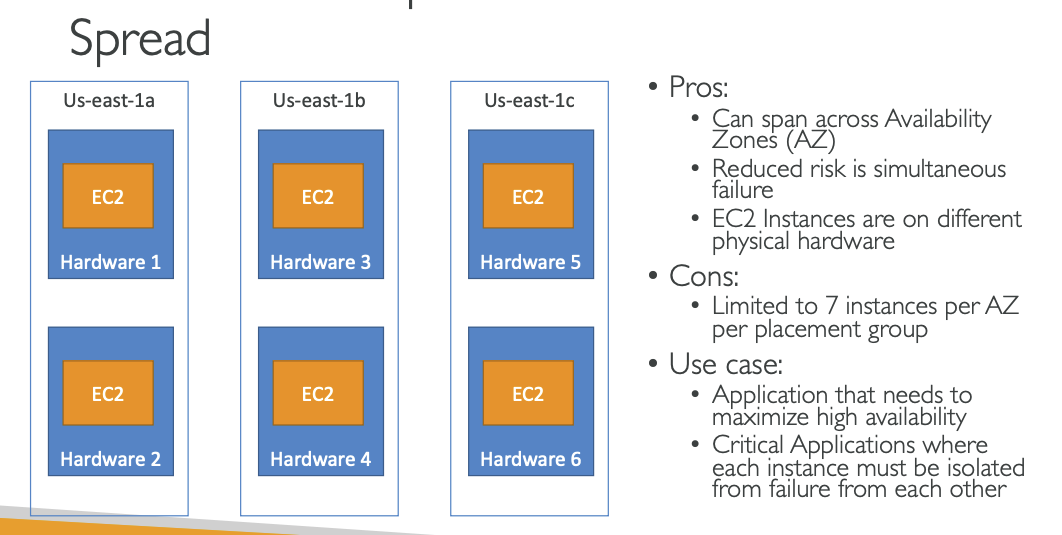 Spread
Us-east-1a
EC2
Hardware 1
EC2
Hardware 2
Us-east-1b
EC2
Hardware 3
EC2
Hardware 4
Us-east-1c
EC2
Hardware 5
EC2
Hardware 6
• Pros:
• Can span across Availability
Zones (AZ)
• Reduced risk is simultaneous
failure
• EC2 Instances are on different
physical hardware
• Cons:
• Limited to 7 instances per AZ
per placement group
• Use case:
• Application that needs to
maximize high availability
• Critical Applications where
each instance must be isolated
from failure from each other